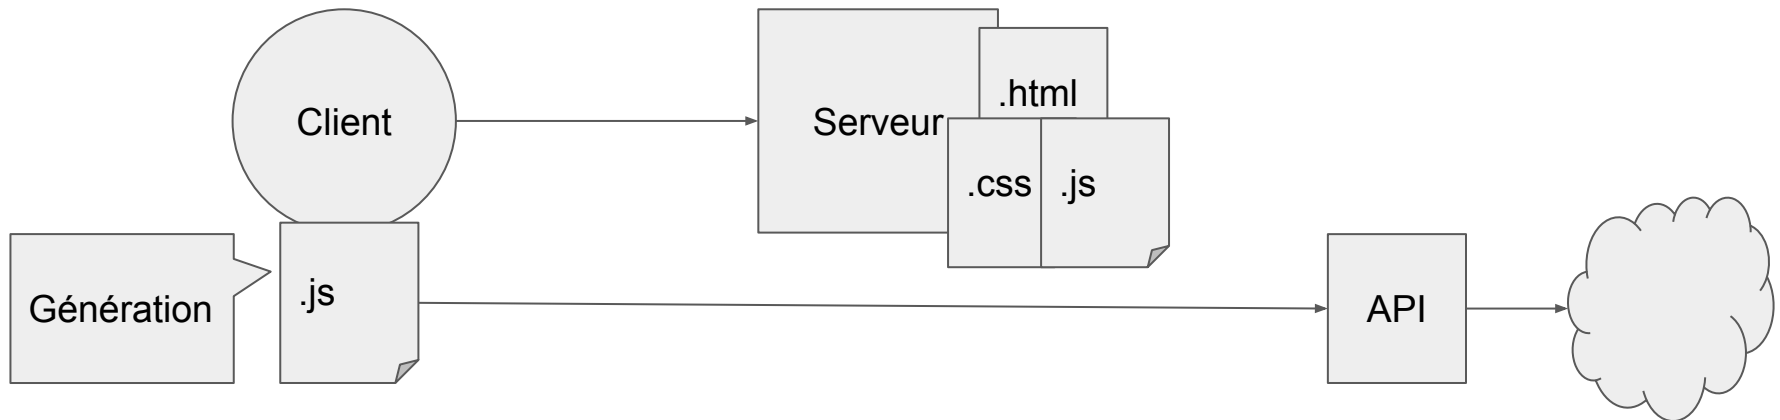 Client
Serveur
.html
.css
.js
Génération
.js
API